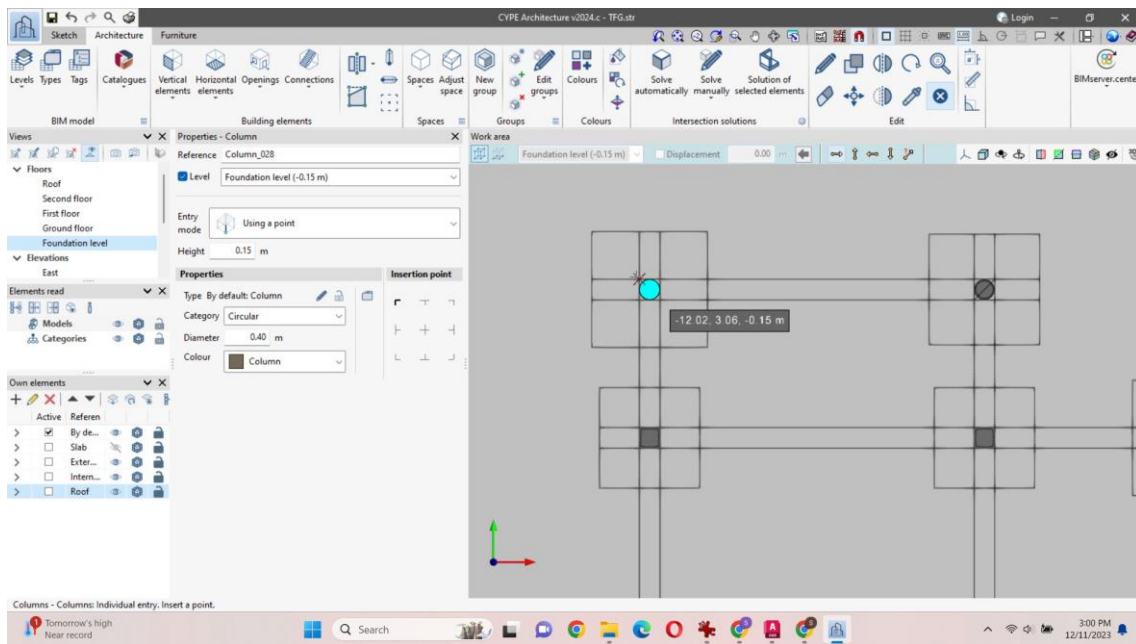 CYPE Architecture v2024.c - TFG.str
Login
Sketch Architecture Furniture
Levels Types Tags Catalogues Vertical elements Horizontal elements Openings Connections Spaces Adjust space New group Edit groups Colours Solve automatically Solve manually Solution of selected elements BIMserver.cente
BIM model Building elements Spaces Groups Colours Intersection solutions Edit
Views
Properties - Column
Work area
Reference Column_028
Foundation level (-0.15 m) Displacement 0.00 m
Floors
Level Foundation level (-0.15 m)
Roof
Second floor
First floor
Ground floor
Foundation level
Elevations
East
Entry mode Using a point
Height 0.15 m
Properties Insertion point
Type By default: Column
Category Circular
Diameter 0.40 m
Colour Column
Elements read
Models
Categories
Own elements
Active Referen
By de...
Slab
Exter...
Intern...
Roof
-12.02, 3.06, -0.15 m
Columns - Columns: Individual entry. Insert a point.
Tomorrow's high
Near record
Search
3:00 PM
12/11/2023